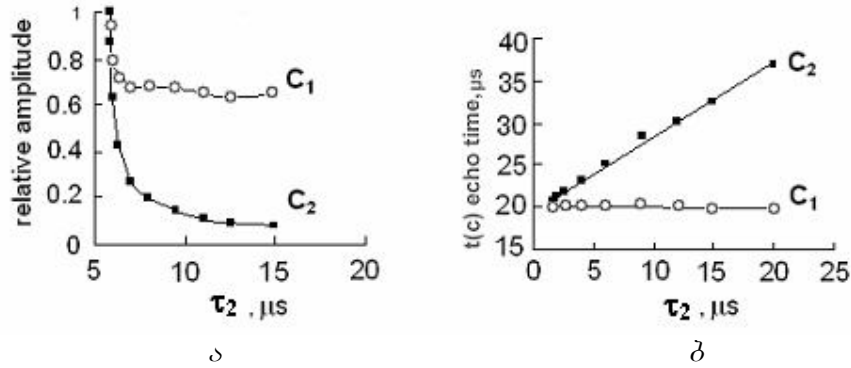 relative amplitude
1
0.8
0.6
0.4
0.2
0
5
10
15
20
C₁
C₂
τ₂ , μs
ა
t(c) echo time, μs
40
35
30
25
20
15
0
5
10
15
20
25
C₂
C₁
τ₂ , μs
ბ